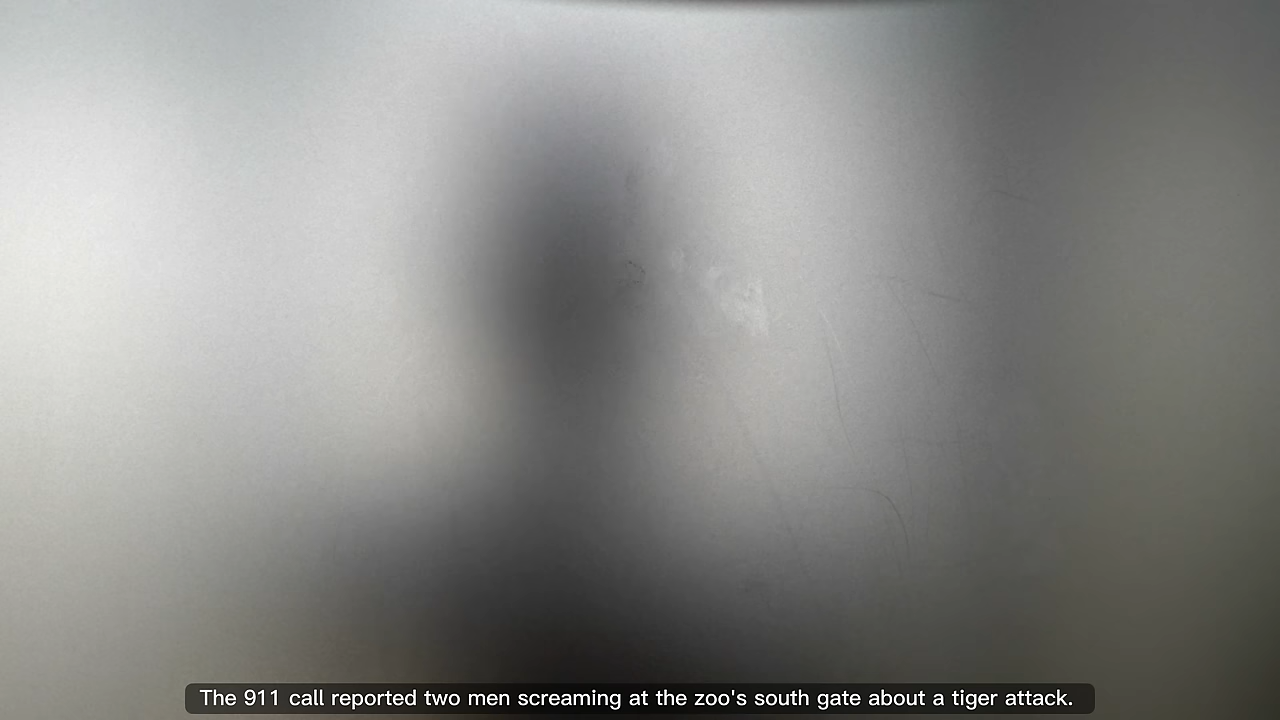 The 911 call reported two men screaming at the zoo's south gate about a tiger attack.